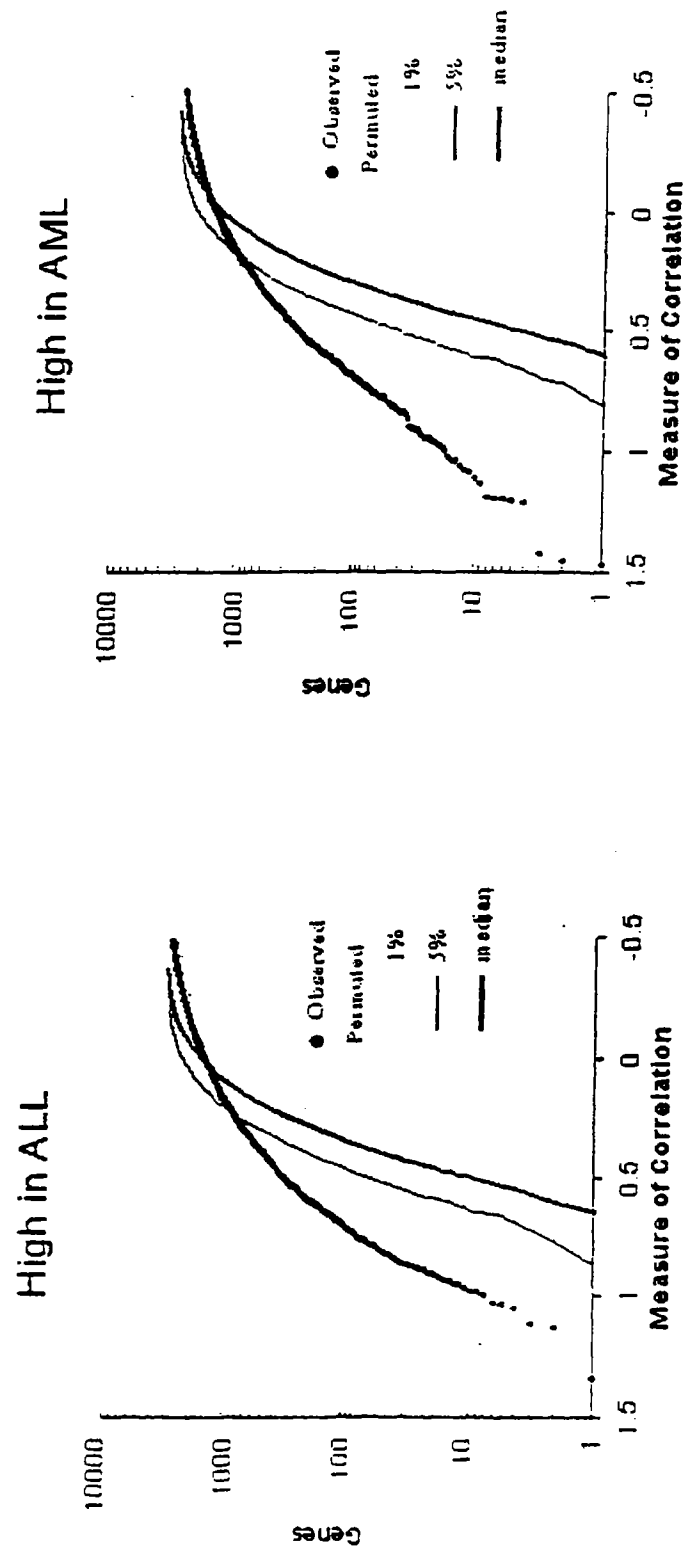 High in ALL
10000
1000
100
10
1
Genes
1.5
1
0.5
0
-0.5
Measure of Correlation
Observed
Permuted
1%
5%
median
High in AML
10000
1000
100
10
1
Genes
1.5
1
0.5
0
-0.5
Measure of Correlation
Observed
Permuted
1%
5%
median